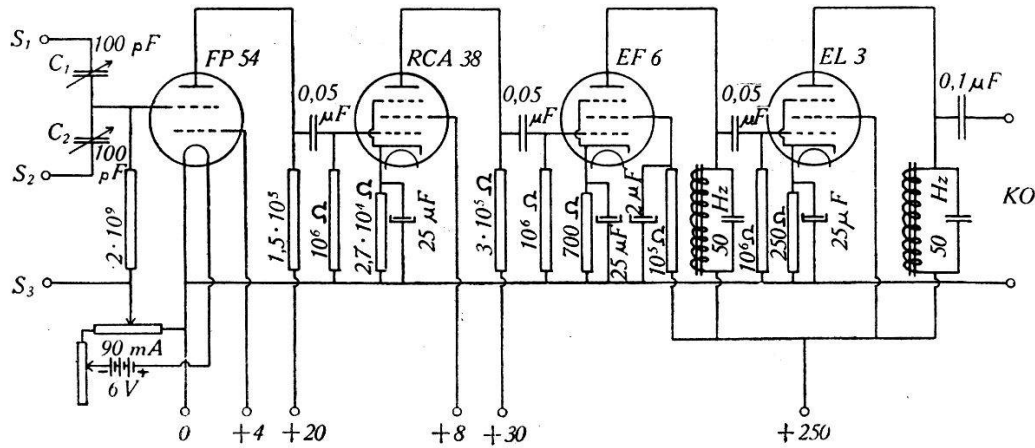 S1
100 pF
C1
FP 54
RCA 38
EF 6
EL 3
0,05 μF
0,05 μF
0,05 μF
0,1 μF
C2
100 pF
S2
2 · 10⁹
1,5 · 10⁵
10⁶ Ω
2,7 · 10⁴ Ω
25 μF
3 · 10⁵ Ω
10⁶ Ω
700 Ω
25 μF
2 μF
10⁵ Ω
50 Hz
10⁶ Ω
250 Ω
25 μF
50 Hz
KO
S3
90 mA
- +
6 V
0
+4
+20
+8
+30
+250